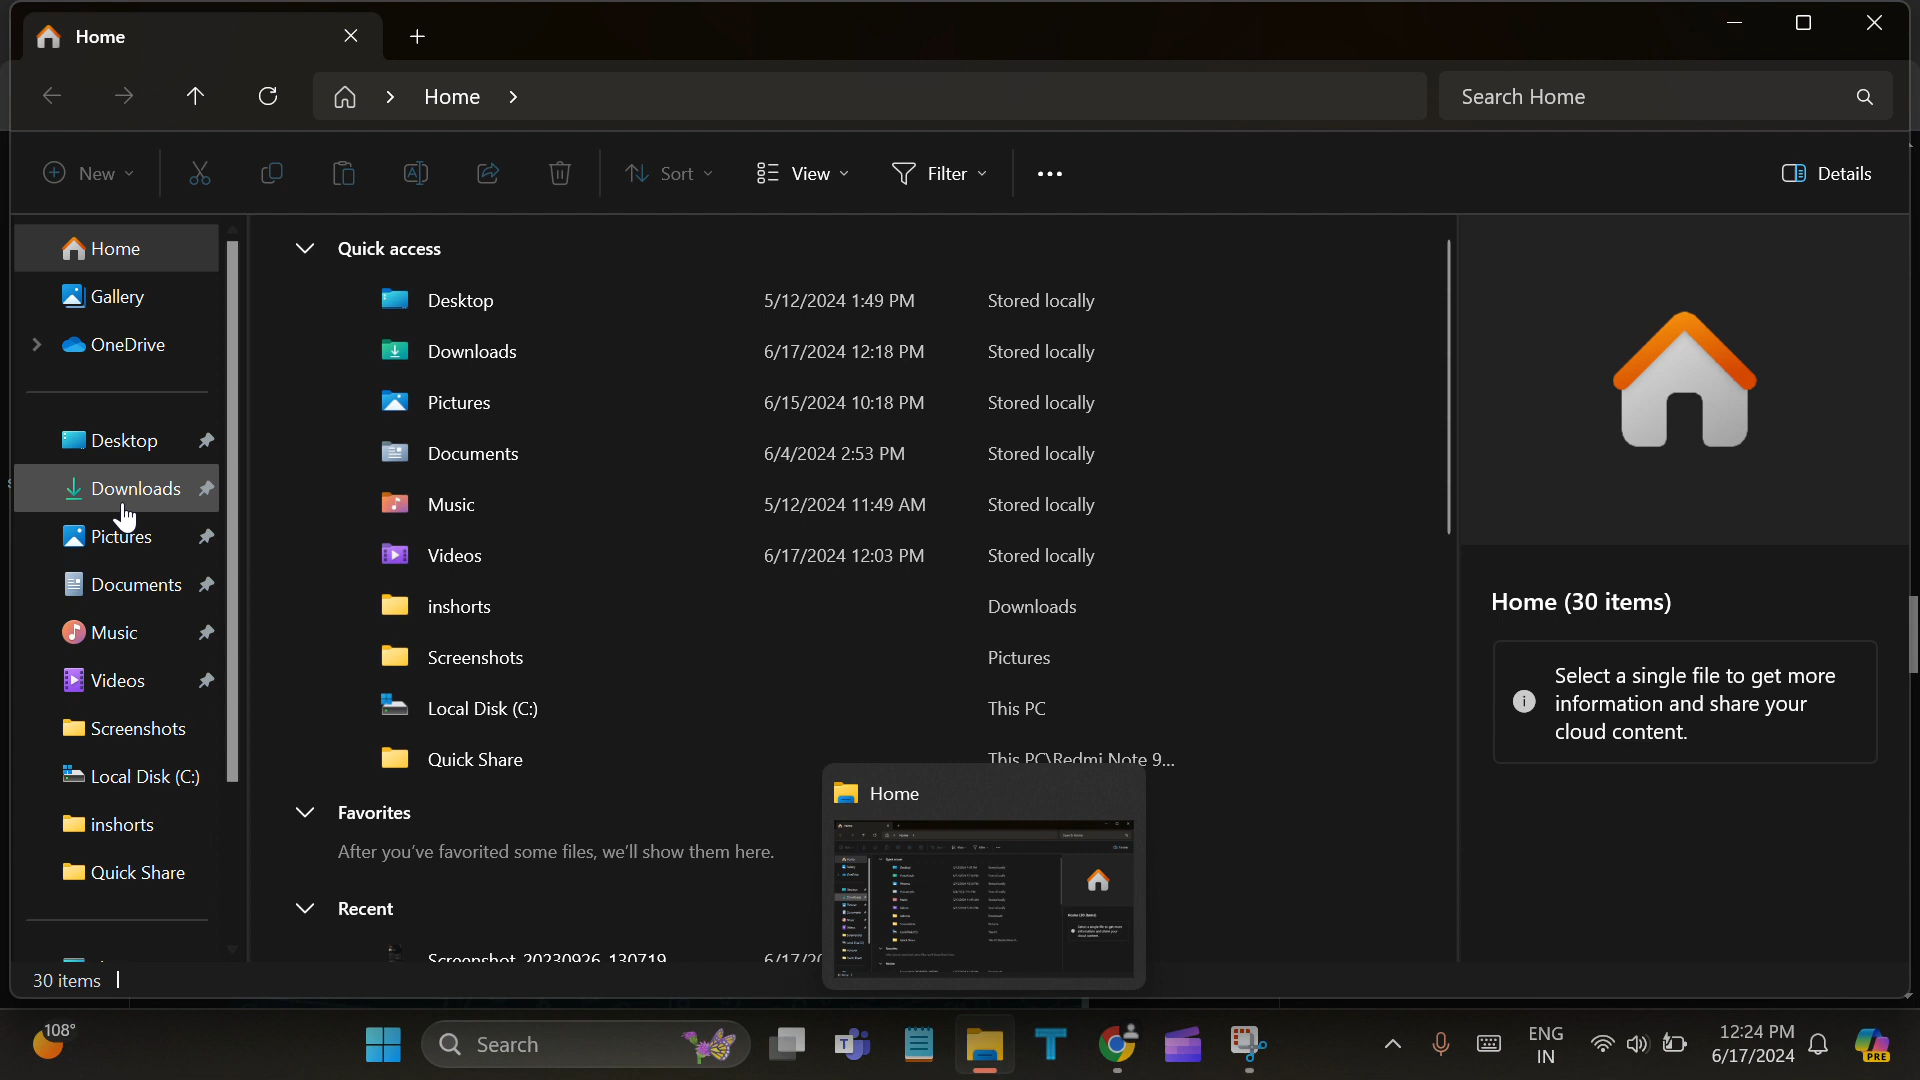 Home
Home
Search Home
New
Sort
View
Filter
Details
Home
Gallery
OneDrive
Desktop
Downloads
Pictures
Documents
Music
Videos
Screenshots
Local Disk (C:)
inshorts
Quick Share
Quick access
Desktop 5/12/2024 1:49 PM Stored locally
Downloads 6/17/2024 12:18 PM Stored locally
Pictures 6/15/2024 10:18 PM Stored locally
Documents 6/4/2024 2:53 PM Stored locally
Music 5/12/2024 11:49 AM Stored locally
Videos 6/17/2024 12:03 PM Stored locally
inshorts Downloads
Screenshots Pictures
Local Disk (C:) This PC
Quick Share This PC\Redmi Note 9...
Favorites
After you've favorited some files, we'll show them here.
Recent
Screenshot_20230926_130719 6/17/20
Home (30 items)
Select a single file to get more
information and share your
cloud content.
Home
30 items
108°
Search
ENG
IN
12:24 PM
6/17/2024
PRE